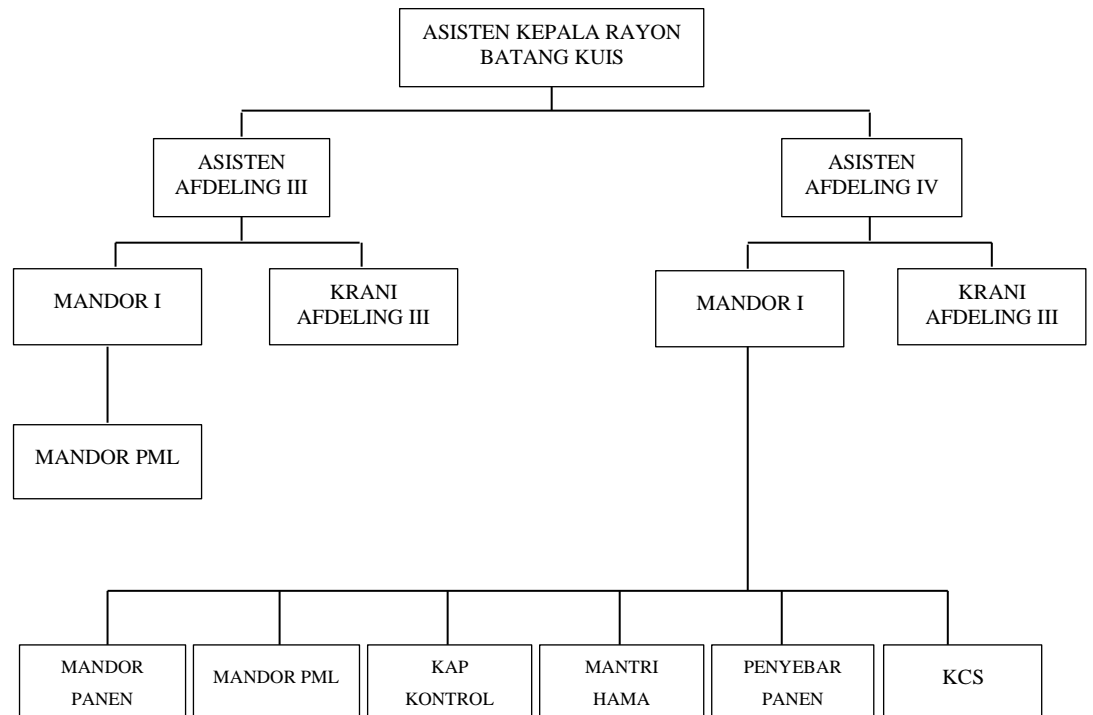 ASISTEN KEPALA RAYON
BATANG KUIS
ASISTEN
AFDELING III
ASISTEN
AFDELING IV
MANDOR I
KRANI
AFDELING III
MANDOR I
KRANI
AFDELING III
MANDOR PML
MANDOR
PANEN
MANDOR PML
KAP
KONTROL
MANTRI
HAMA
PENYEBAR
PANEN
KCS